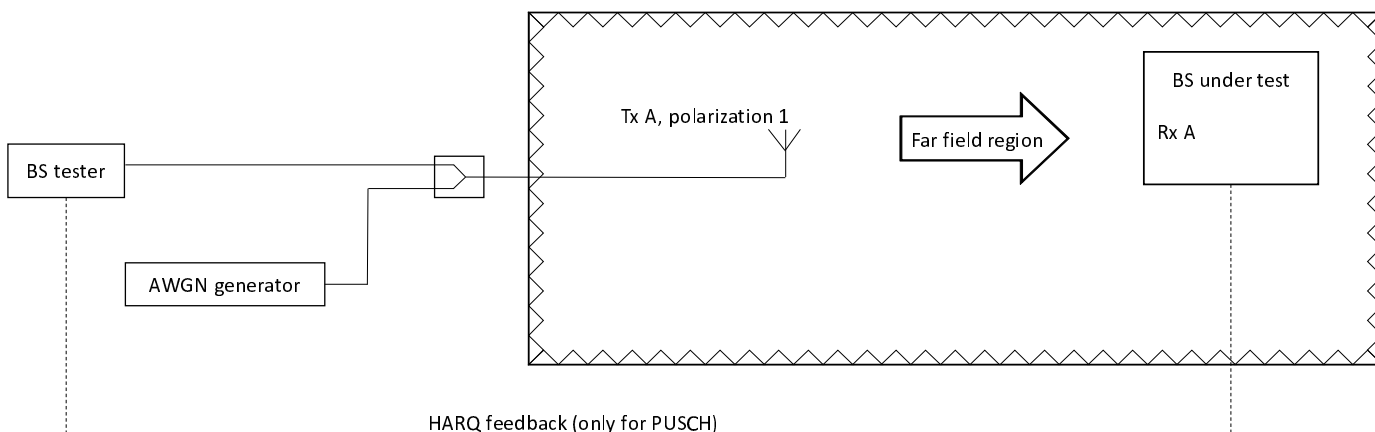 Tx A, polarization 1
BS under test
Rx A
Far field region
BS tester
AWGN generator
HARQ feedback (only for PUSCH)